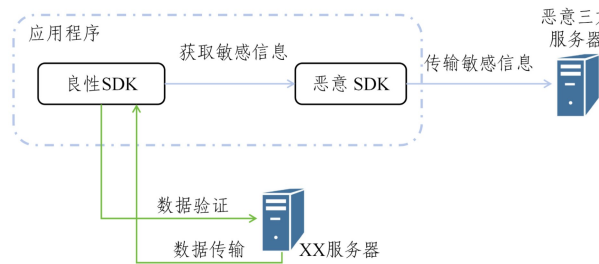 恶意三方
服务器
应用程序
获取敏感信息
传输敏感信息
良性SDK
恶意 SDK
数据验证
数据传输
XX服务器